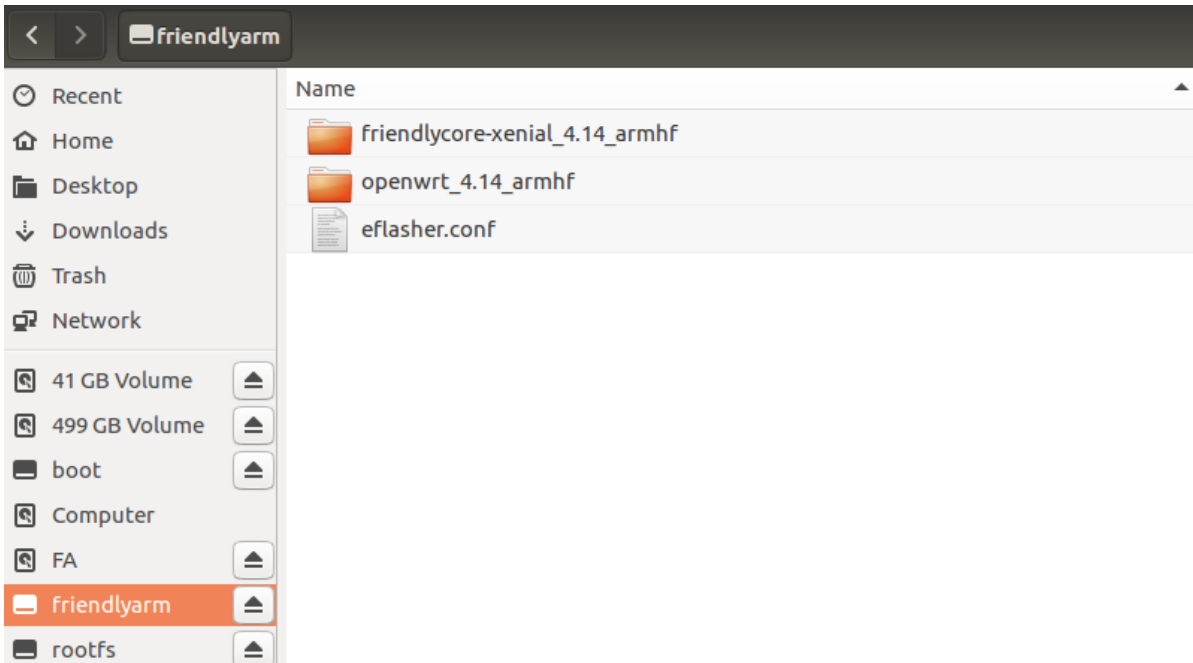 friendlyarm
Recent
Home
Desktop
Downloads
Trash
Network
41 GB Volume
499 GB Volume
boot
Computer
FA
friendlyarm
rootfs
Name
friendlycore-xenial_4.14_armhf
openwrt_4.14_armhf
eflasher.conf